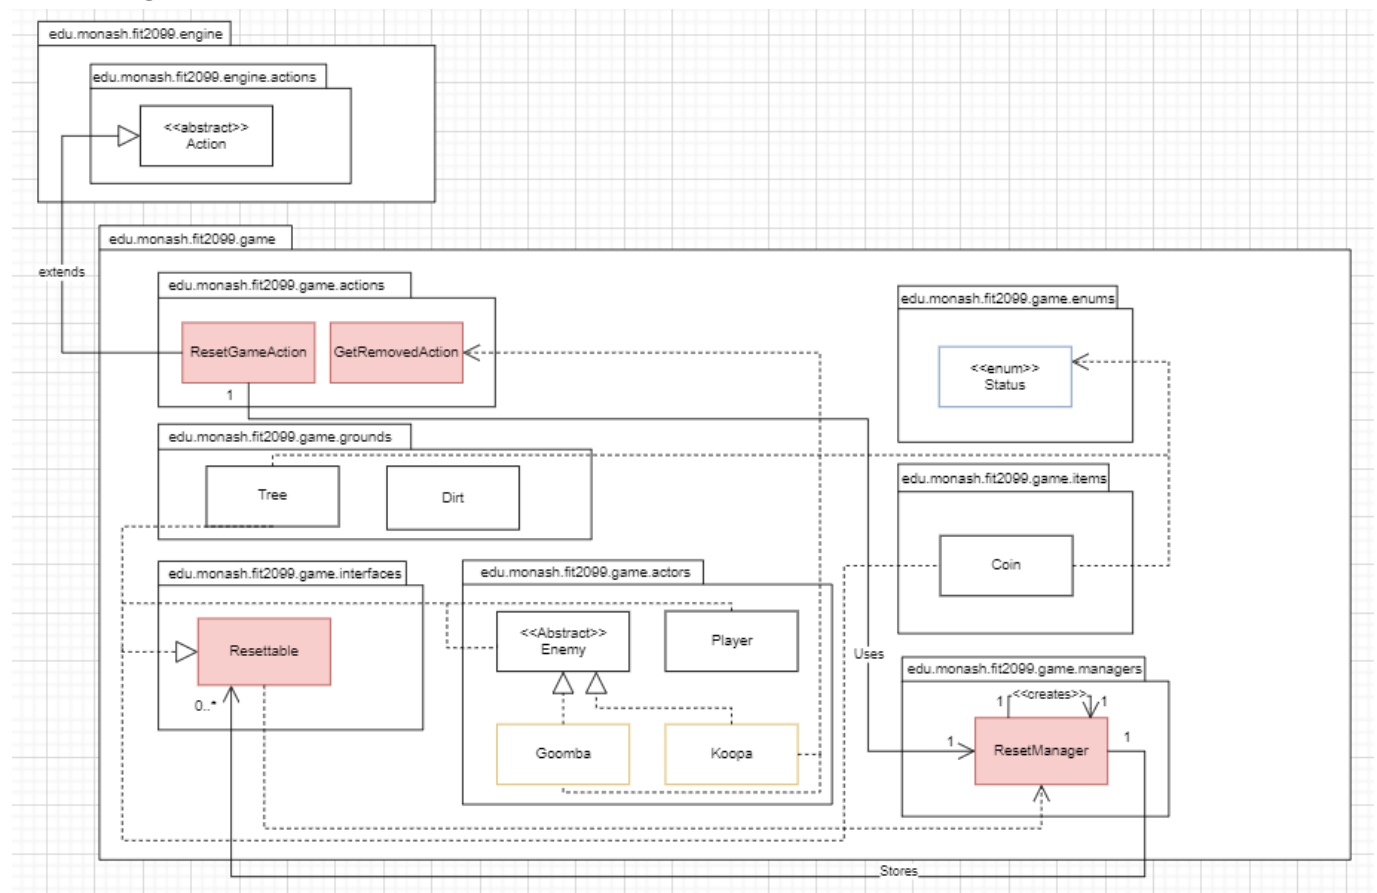 edu.monash.fit2099.engine
edu.monash.fit2099.engine.actions
<<abstract>>
Action
edu.monash.fit2099.game
extends
edu.monash.fit2099.game.actions
ResetGameAction
GetRemovedAction
1
edu.monash.fit2099.game.enums
<<enum>>
Status
edu.monash.fit2099.game.grounds
Tree
Dirt
edu.monash.fit2099.game.items
Coin
edu.monash.fit2099.game.interfaces
Resettable
0..*
edu.monash.fit2099.game.actors
<<Abstract>>
Enemy
Player
Goomba
Koopa
Uses
edu.monash.fit2099.game.managers
<<creates>>
1
1
1
ResetManager
1
Stores